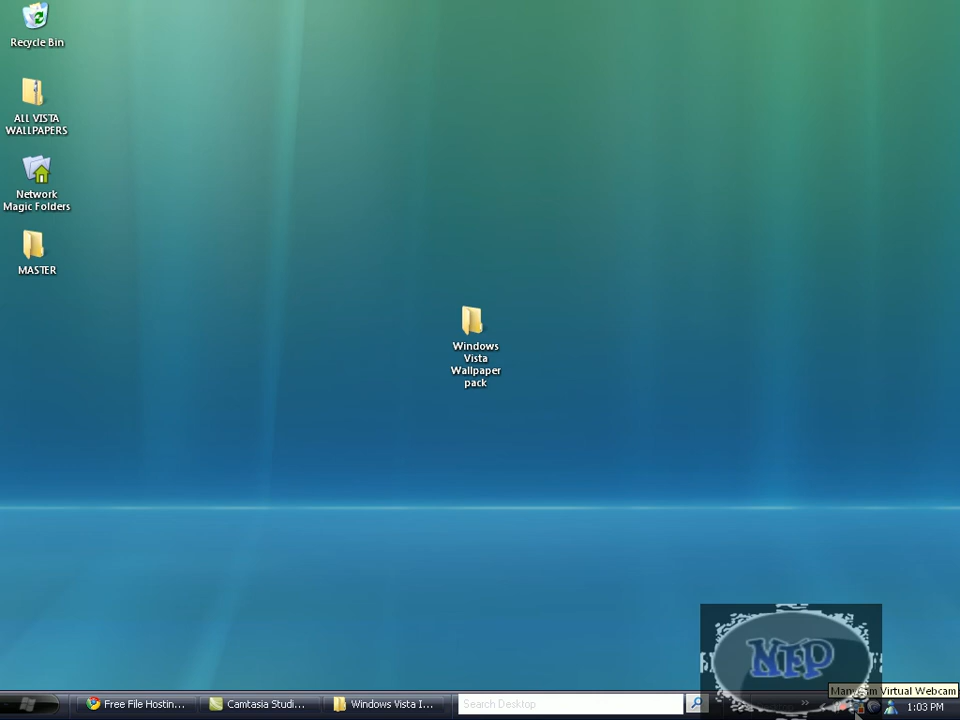 Recycle Bin
ALL VISTA
WALLPAPERS
Network
Magic Folders
MASTER
Windows
Vista
Wallpaper
pack
NFP
Free File Hostin...
Camtasia Studi...
Windows Vista I...
Search Desktop
Virtual Webcam
1:03 PM